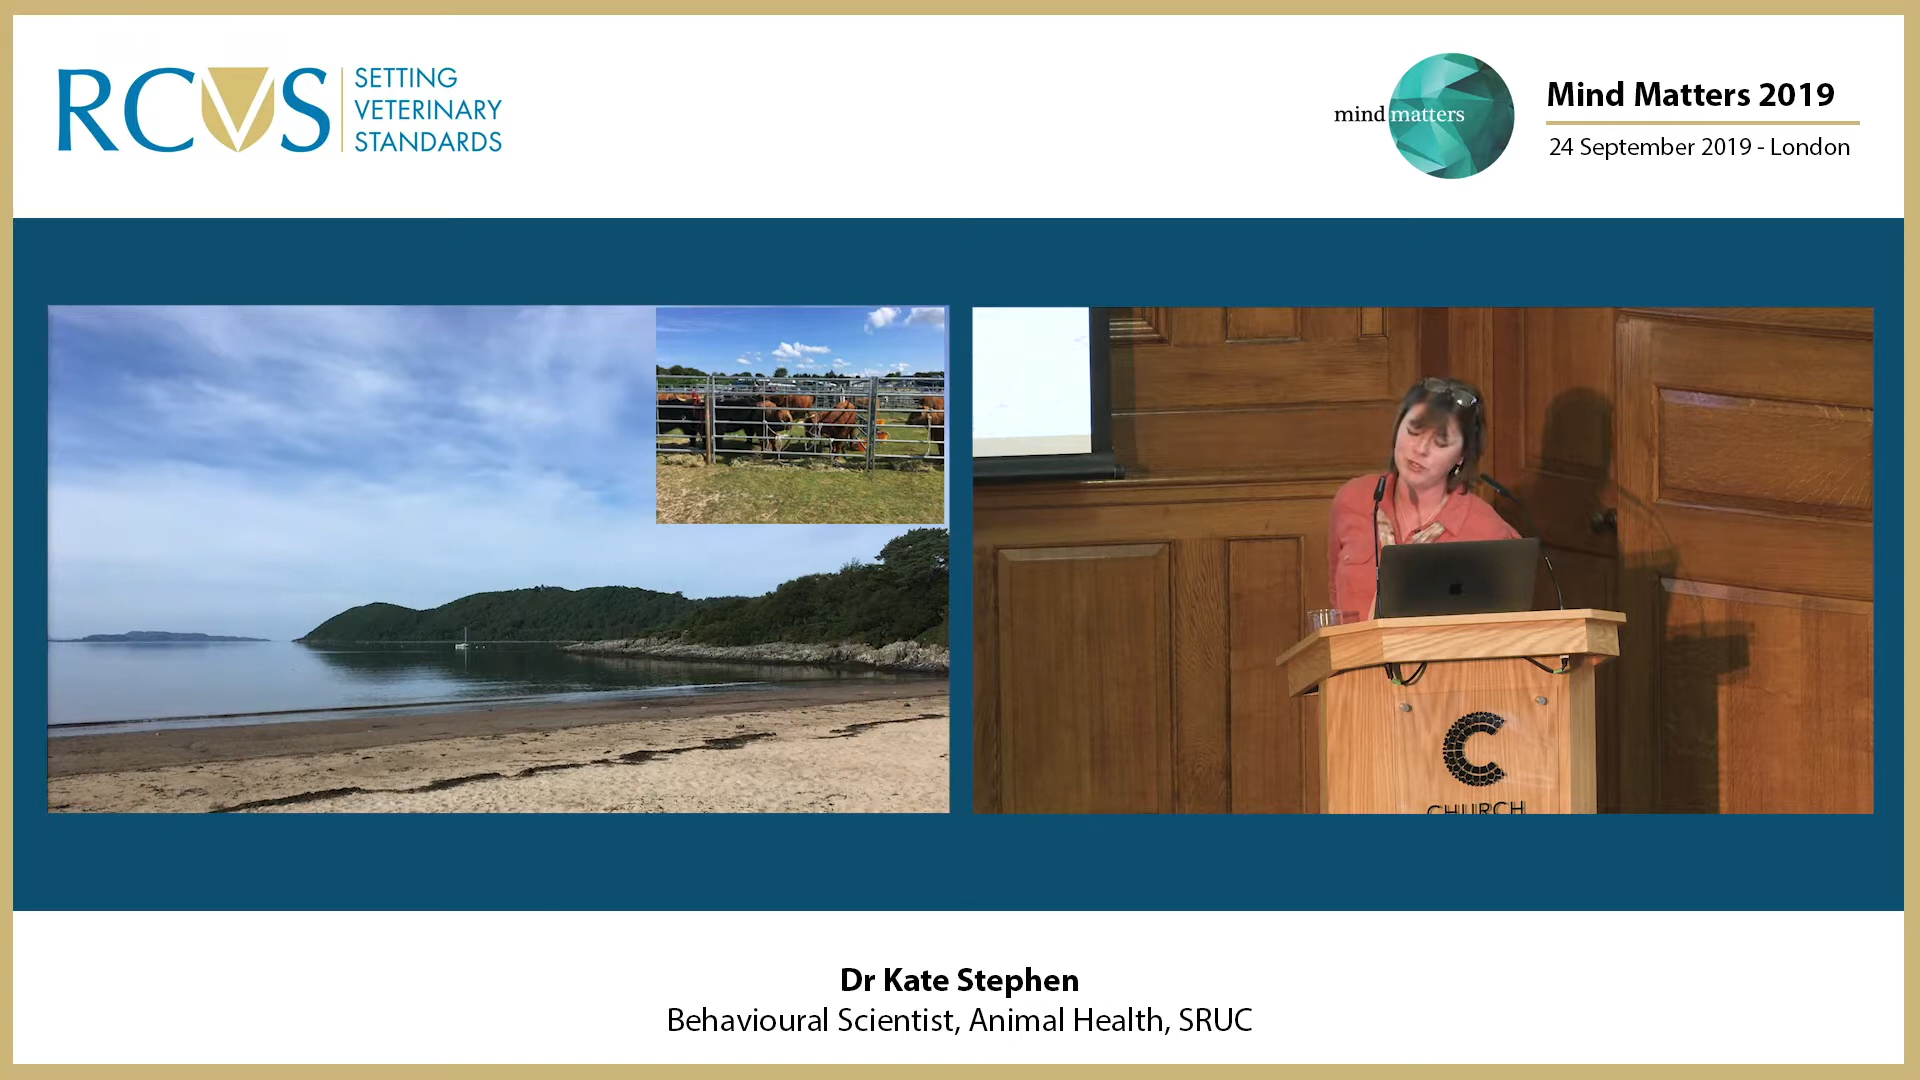 RCVS
SETTING
VETERINARY
STANDARDS
mind matters
Mind Matters 2019
24 September 2019 - London
CHURCH
Dr Kate Stephen
Behavioural Scientist, Animal Health, SRUC